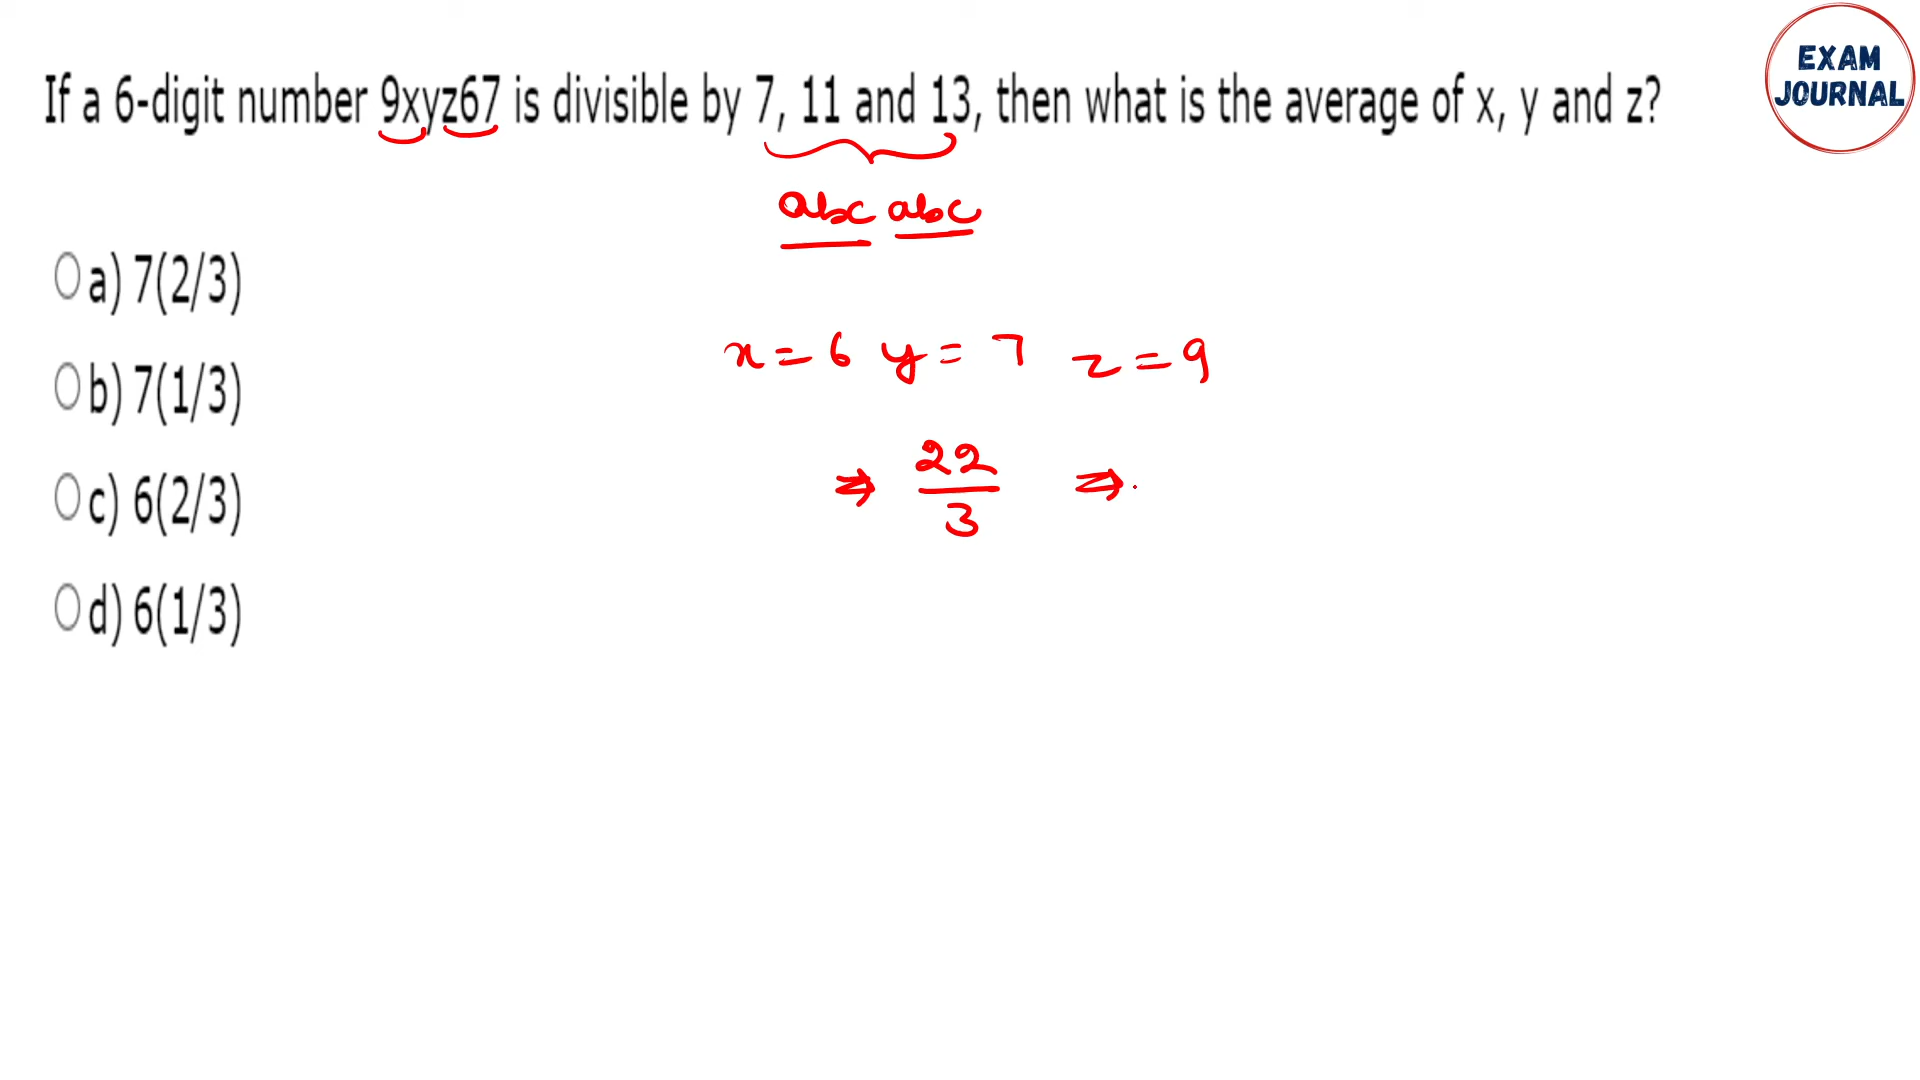 EXAM
JOURNAL
If a 6-digit number 9xyz67 is divisible by 7, 11 and 13, then what is the average of x, y and z?
abc abc
a) 7(2/3)
x = 6 y = 7 z = 9
b) 7(1/3)
⇒ 22/3 ⇒
c) 6(2/3)
d) 6(1/3)